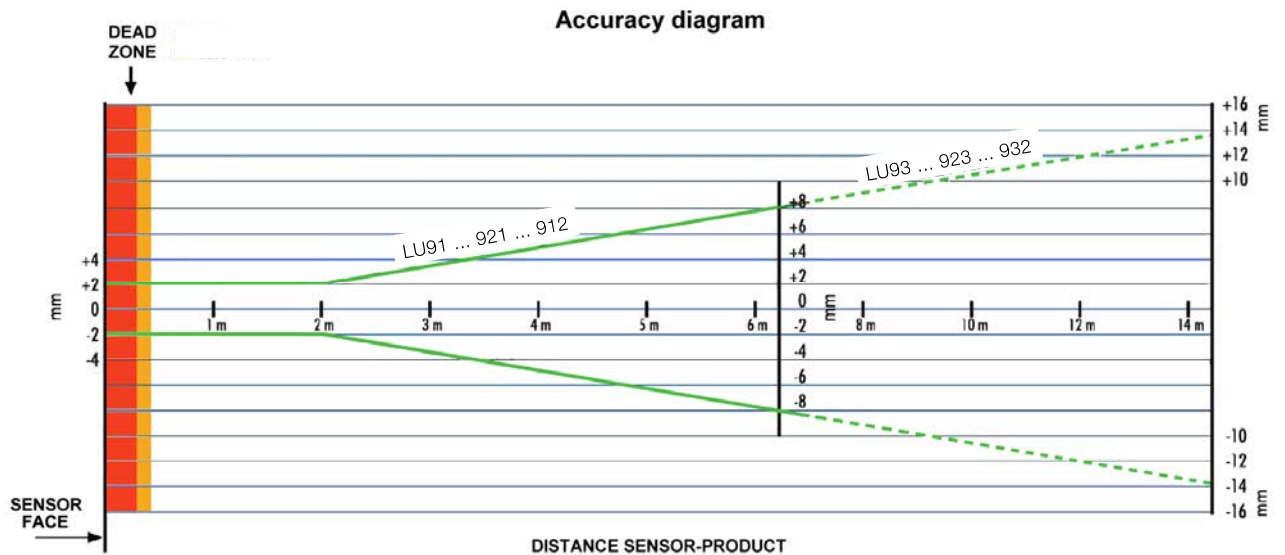 Accuracy diagram
DEAD
ZONE
+16
+14
+12
+10
mm
LU93 ... 923 ... 932
LU91 ... 921 ... 912
+8
+6
+4
+2
0
-2
-4
-6
-8
mm
+4
+2
0
-2
-4
mm
1 m
2 m
3 m
4 m
5 m
6 m
8 m
10 m
12 m
14 m
-10
-12
-14
-16
mm
SENSOR
FACE
DISTANCE SENSOR-PRODUCT